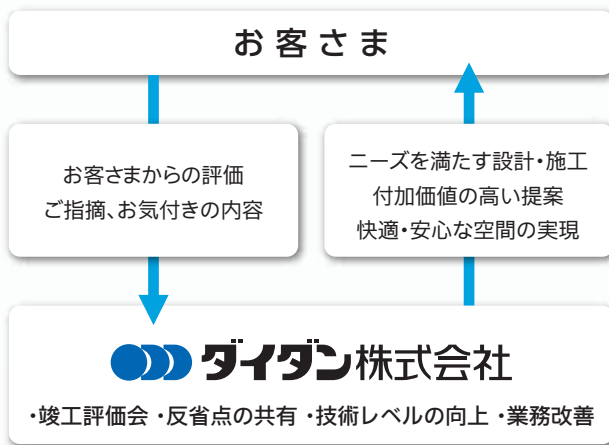 お客さま
お客さまからの評価
ご指摘、お気付きの内容
ニーズを満たす設計・施工
付加価値の高い提案
快適・安心な空間の実現
ダイダン株式会社
・竣工評価会 ・反省点の共有 ・技術レベルの向上 ・業務改善